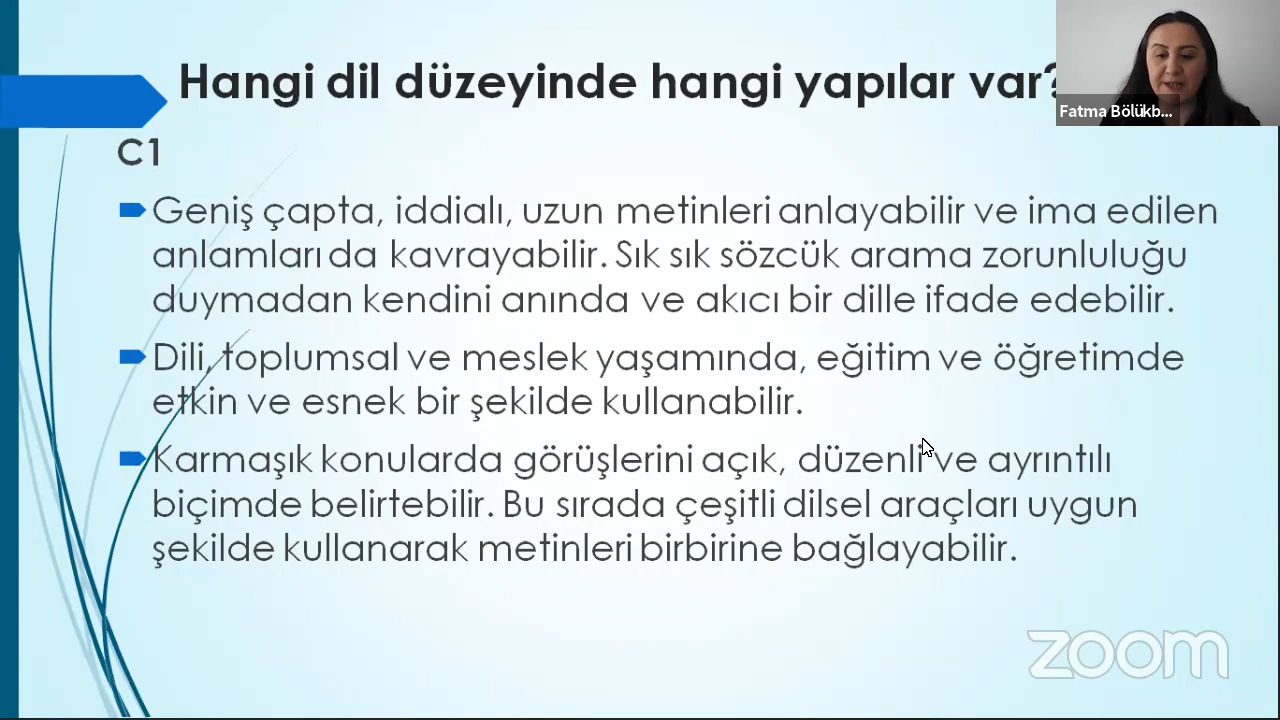 Hangi dil düzeyinde hangi yapılar var?
Fatma Bölükb...
C1
Geniş çapta, iddialı, uzun metinleri anlayabilir ve ima edilen
anlamları da kavrayabilir. Sık sık sözcük arama zorunluluğu
duymadan kendini anında ve akıcı bir dille ifade edebilir.
Dili, toplumsal ve meslek yaşamında, eğitim ve öğretimde
etkin ve esnek bir şekilde kullanabilir.
Karmaşık konularda görüşlerini açık, düzenli ve ayrıntılı
biçimde belirtebilir. Bu sırada çeşitli dilsel araçları uygun
şekilde kullanarak metinleri birbirine bağlayabilir.
zoom